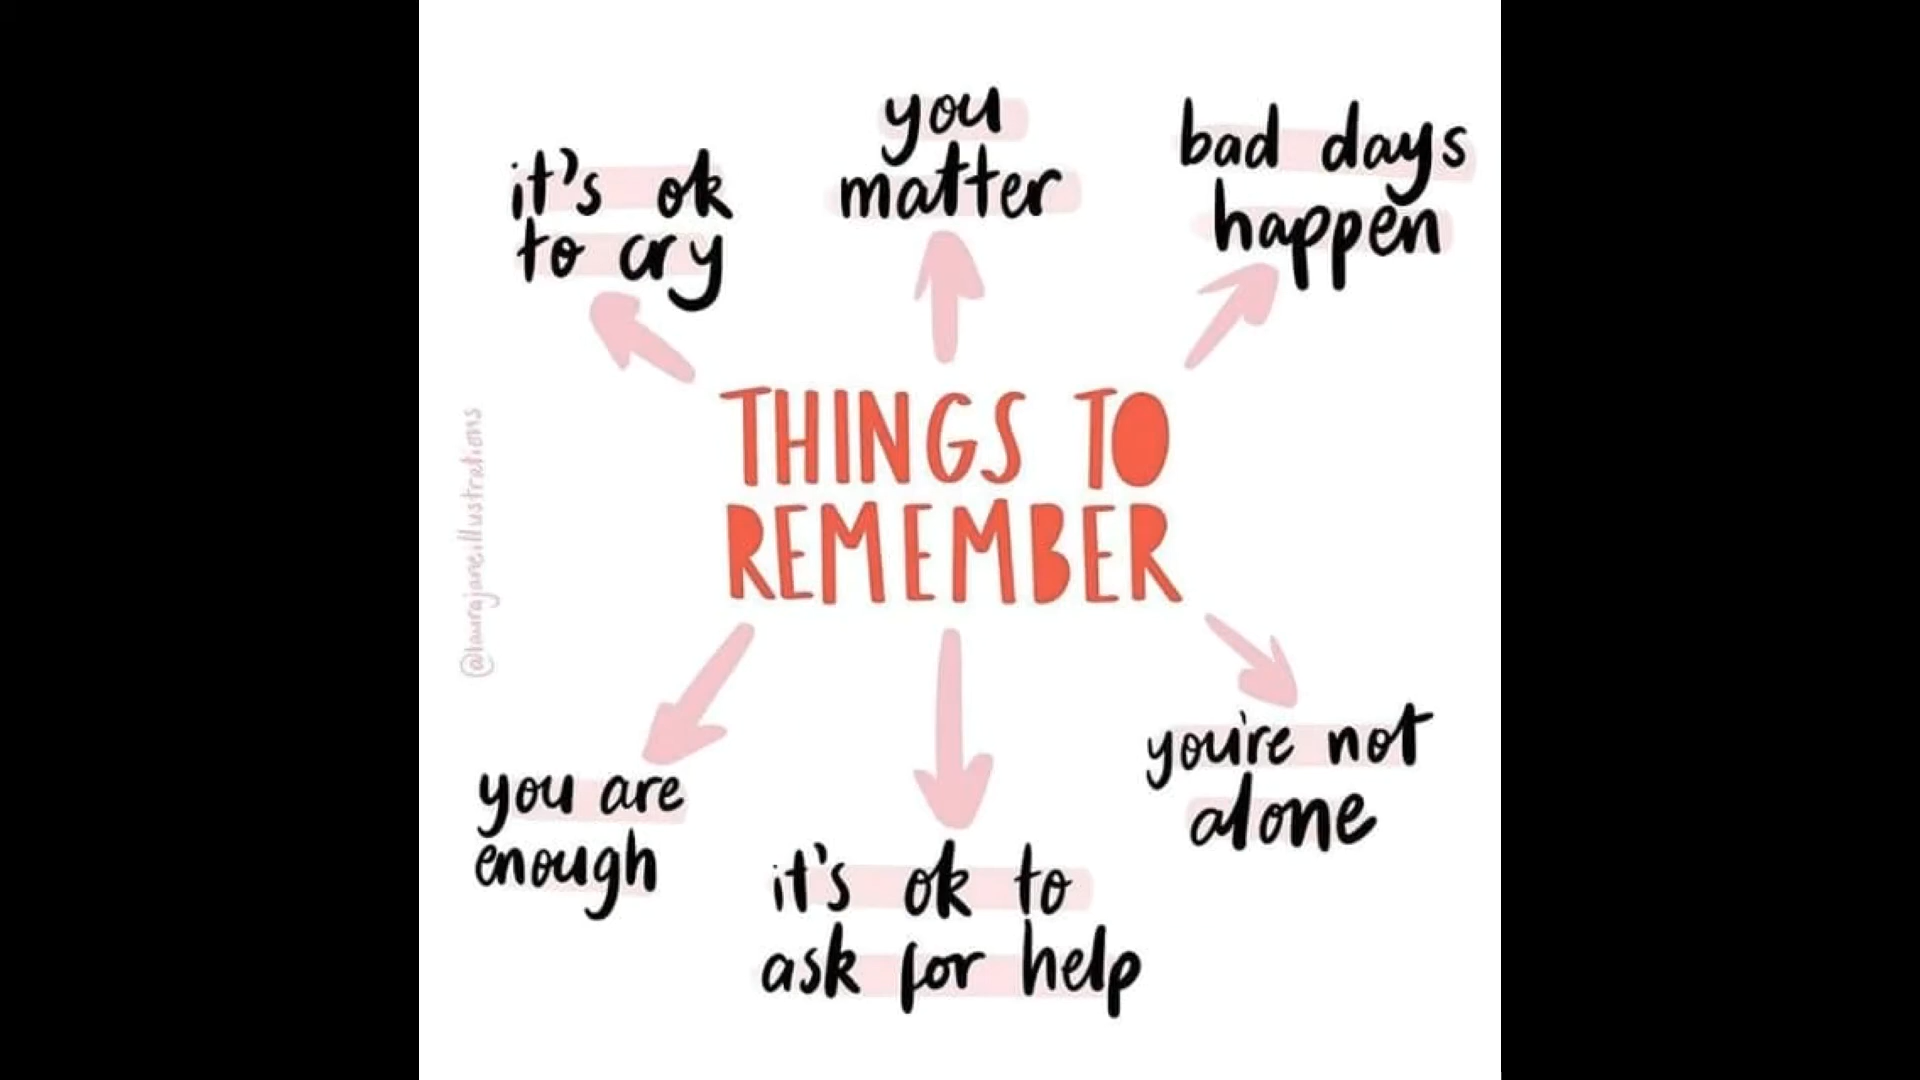 it's ok
to cry
you
matter
bad days
happen
THINGS TO
REMEMBER
you are
enough
it's ok to
ask for help
you're not
alone
@laurajaneillustrations